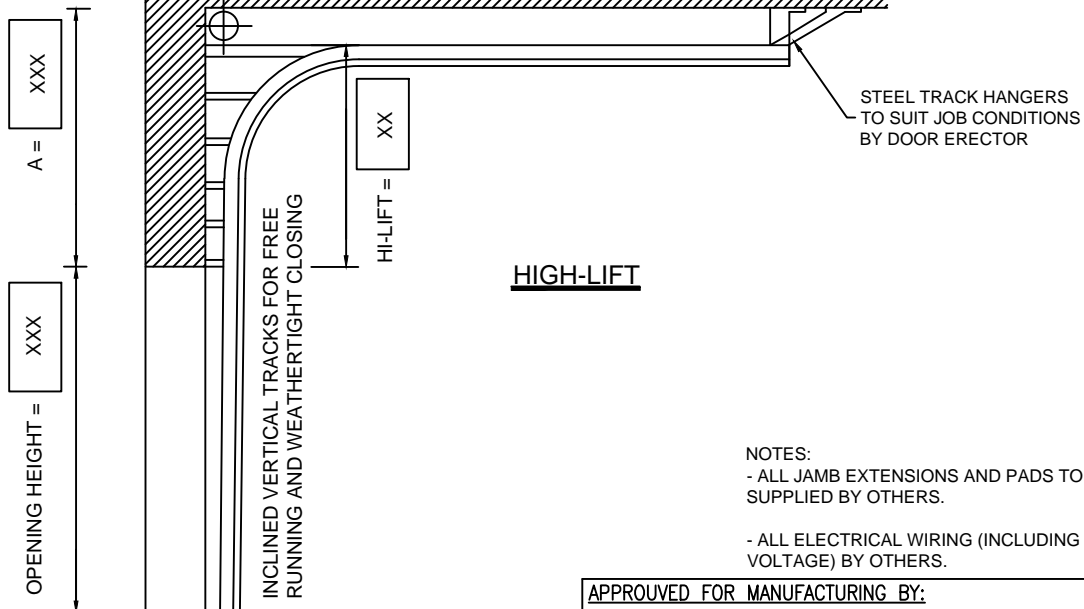 XXX
A =
XX
HI-LIFT =
STEEL TRACK HANGERS
TO SUIT JOB CONDITIONS
BY DOOR ERECTOR
INCLINED VERTICAL TRACKS FOR FREE
RUNNING AND WEATHERTIGHT CLOSING
HIGH-LIFT
XXX
OPENING HEIGHT =
NOTES:
- ALL JAMB EXTENSIONS AND PADS TO
SUPPLIED BY OTHERS.
- ALL ELECTRICAL WIRING (INCLUDING
VOLTAGE) BY OTHERS.
APPROUVED FOR MANUFACTURING BY: